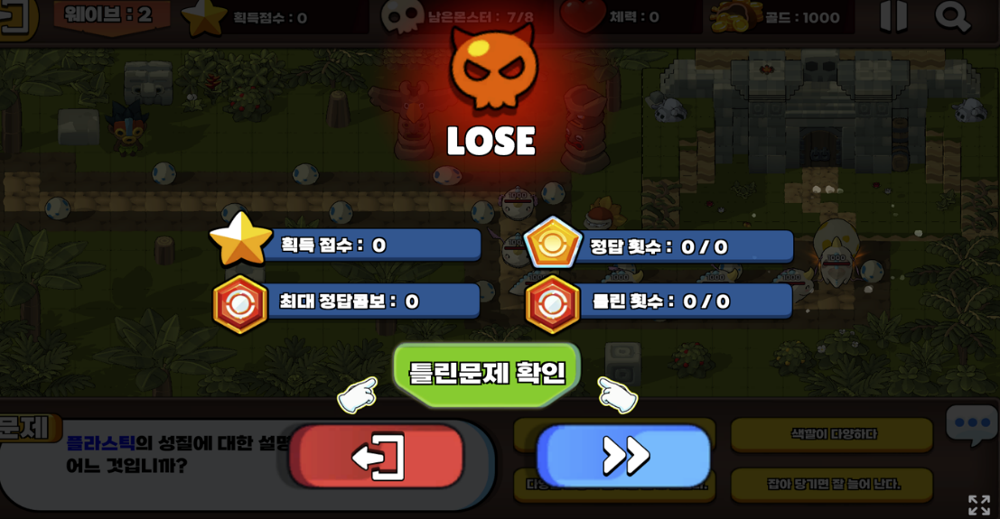 웨이브 : 2
획득점수 : 0
남은몬스터 : 7/8
체력 : 0
골드 : 1000
LOSE
1000
1000
획득 점수 : 0
정답 횟수 : 0 / 0
1000
최대 정답콤보 : 0
틀린 횟수 : 0 / 0
틀린문제 확인
문제
플라스틱의 성질에 대한 설명
어느 것입니까?
색깔이 다양하다
잡아 당기면 잘 늘어 난다.